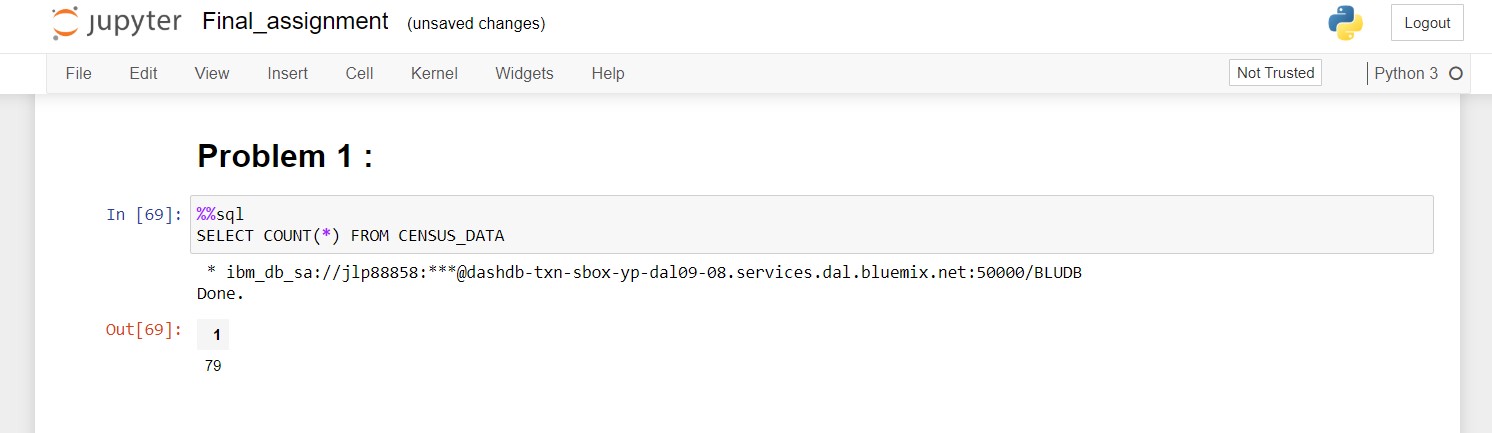 jupyter Final_assignment (unsaved changes) Logout
File Edit View Insert Cell Kernel Widgets Help Not Trusted Python 3
Problem 1 :
In [69]: %%sql
SELECT COUNT(*) FROM CENSUS_DATA
* ibm_db_sa://jlp88858:***@dashdb-txn-sbox-yp-dal09-08.services.dal.bluemix.net:50000/BLUDB
Done.
Out[69]: 1
79